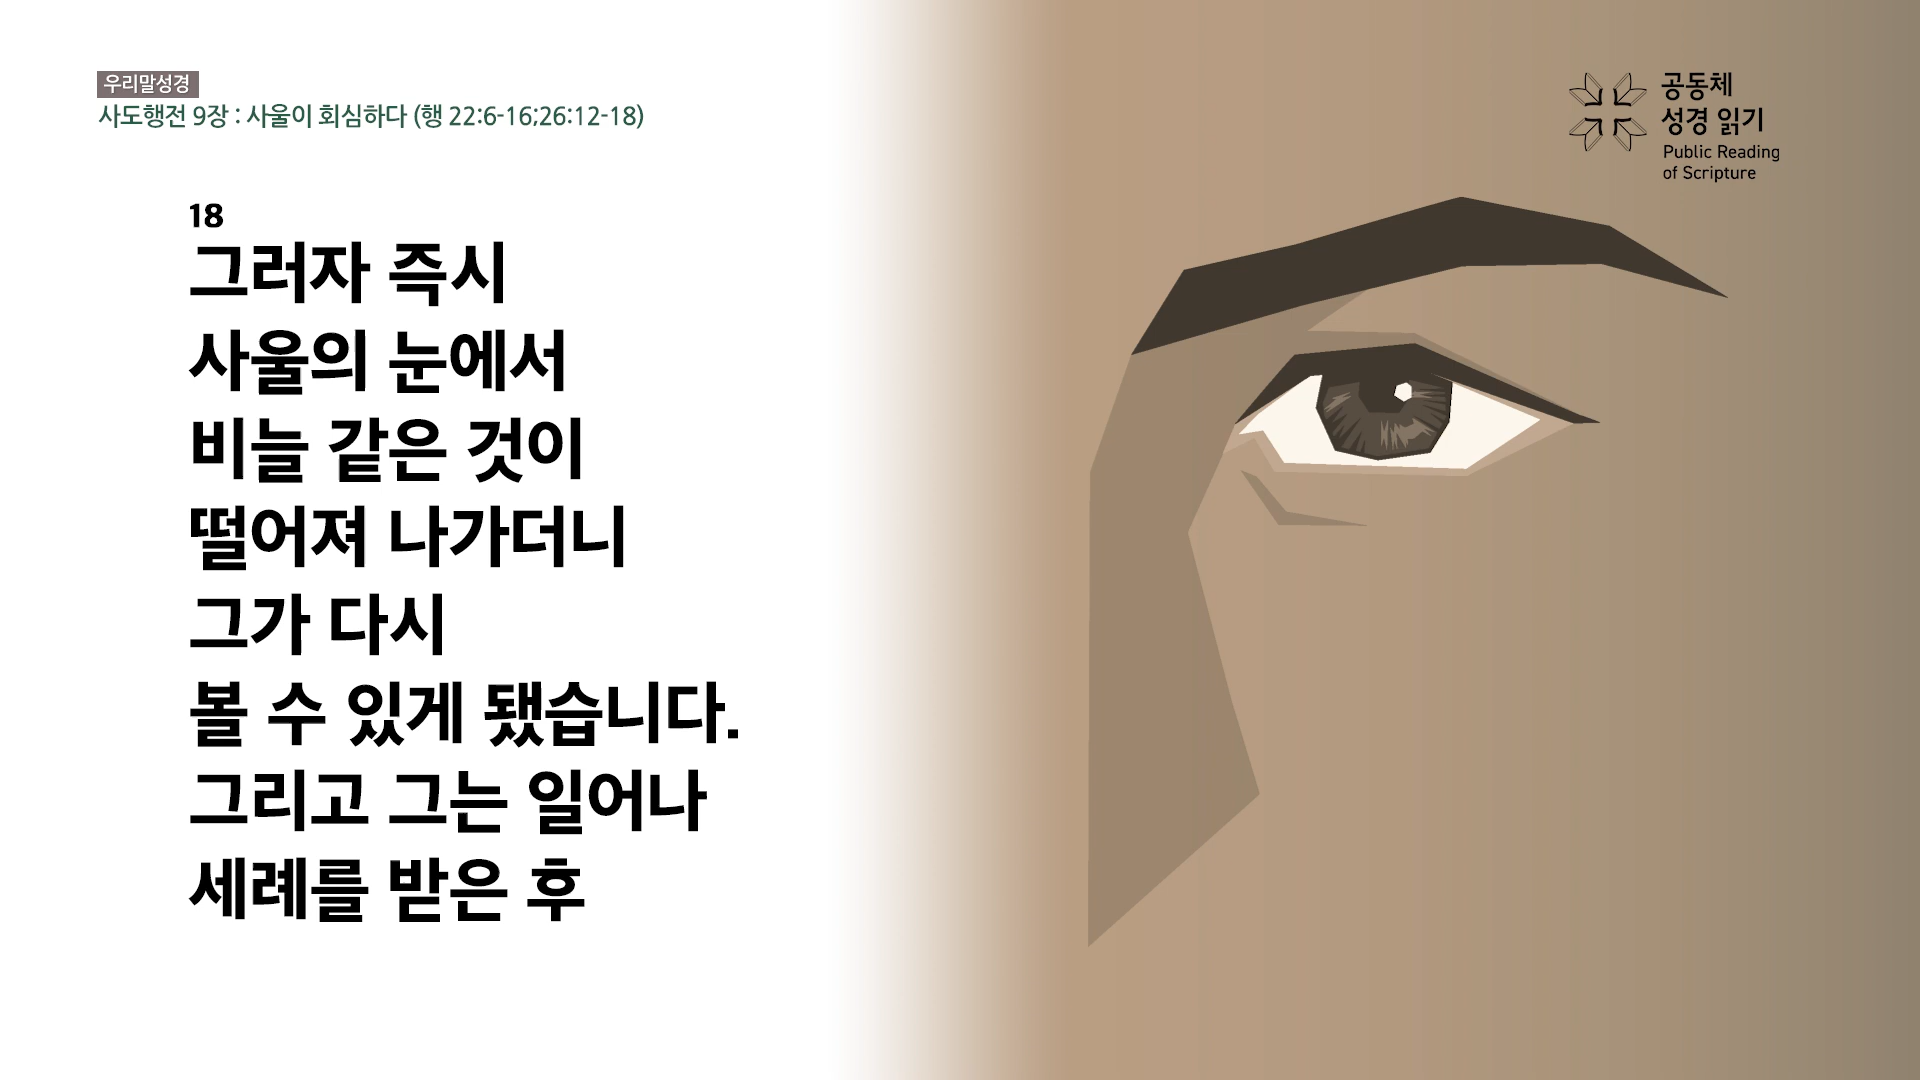 우리말성경
사도행전 9장 : 사울이 회심하다 (행 22:6-16;26:12-18)
공동체
성경 읽기
Public Reading
of Scripture
18
그러자 즉시
사울의 눈에서
비늘 같은 것이
떨어져 나가더니
그가 다시
볼 수 있게 됐습니다.
그리고 그는 일어나
세례를 받은 후